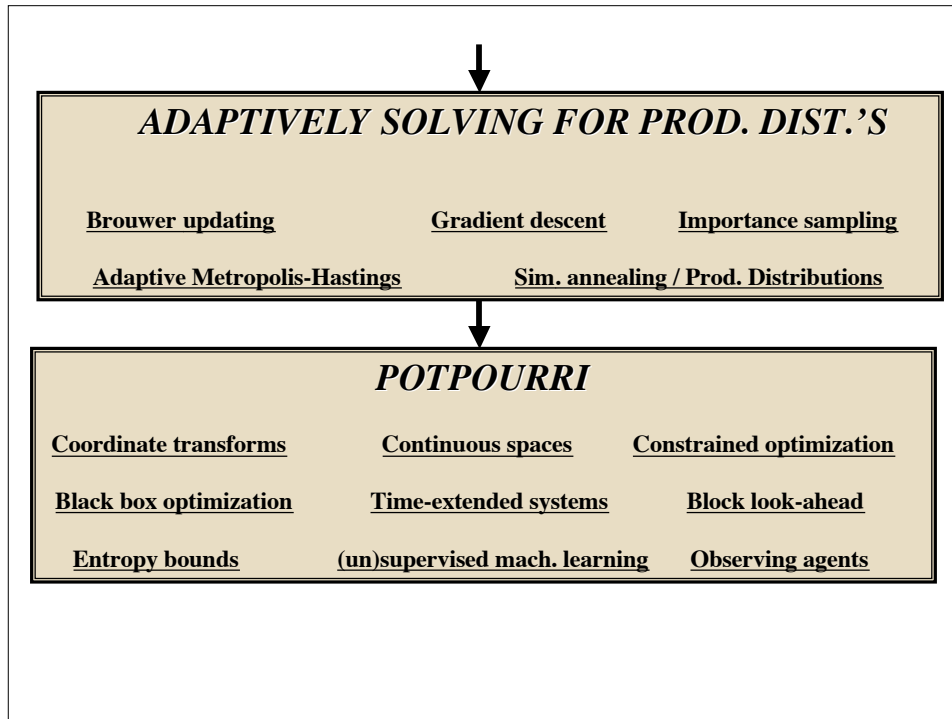 ADAPTIVELY SOLVING FOR PROD. DIST.’S
Brouwer updating Gradient descent Importance sampling
Adaptive Metropolis-Hastings Sim. annealing / Prod. Distributions
POTPOURRI
Coordinate transforms Continuous spaces Constrained optimization
Black box optimization Time-extended systems Block look-ahead
Entropy bounds (un)supervised mach. learning Observing agents